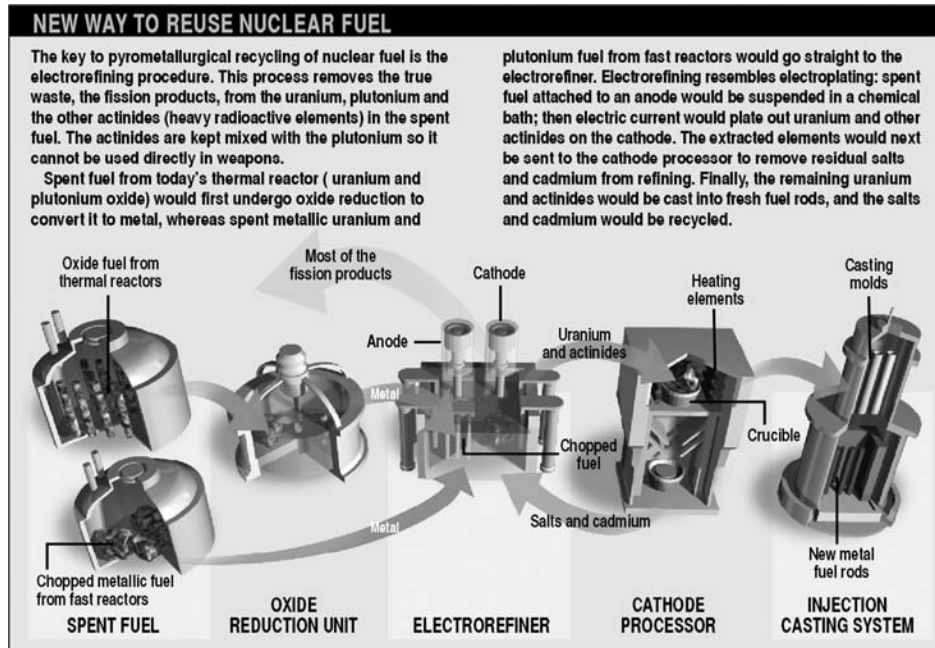 NEW WAY TO REUSE NUCLEAR FUEL
The key to pyrometallurgical recycling of nuclear fuel is the
electrorefining procedure. This process removes the true
waste, the fission products, from the uranium, plutonium and
the other actinides (heavy radioactive elements) in the spent
fuel. The actinides are kept mixed with the plutonium so it
cannot be used directly in weapons.
Spent fuel from today's thermal reactor ( uranium and
plutonium oxide) would first undergo oxide reduction to
convert it to metal, whereas spent metallic uranium and
plutonium fuel from fast reactors would go straight to the
electrorefiner. Electrorefining resembles electroplating: spent
fuel attached to an anode would be suspended in a chemical
bath; then electric current would plate out uranium and other
actinides on the cathode. The extracted elements would next
be sent to the cathode processor to remove residual salts
and cadmium from refining. Finally, the remaining uranium
and actinides would be cast into fresh fuel rods, and the salts
and cadmium would be recycled.
Oxide fuel from
thermal reactors
Most of the
fission products
Cathode
Anode
Uranium
and actinides
Heating
elements
Casting
molds
Metal
Crucible
Chopped
fuel
Metal
Salts and cadmium
Chopped metallic fuel
from fast reactors
New metal
fuel rods
SPENT FUEL
OXIDE
REDUCTION UNIT
ELECTROREFINER
CATHODE
PROCESSOR
INJECTION
CASTING SYSTEM